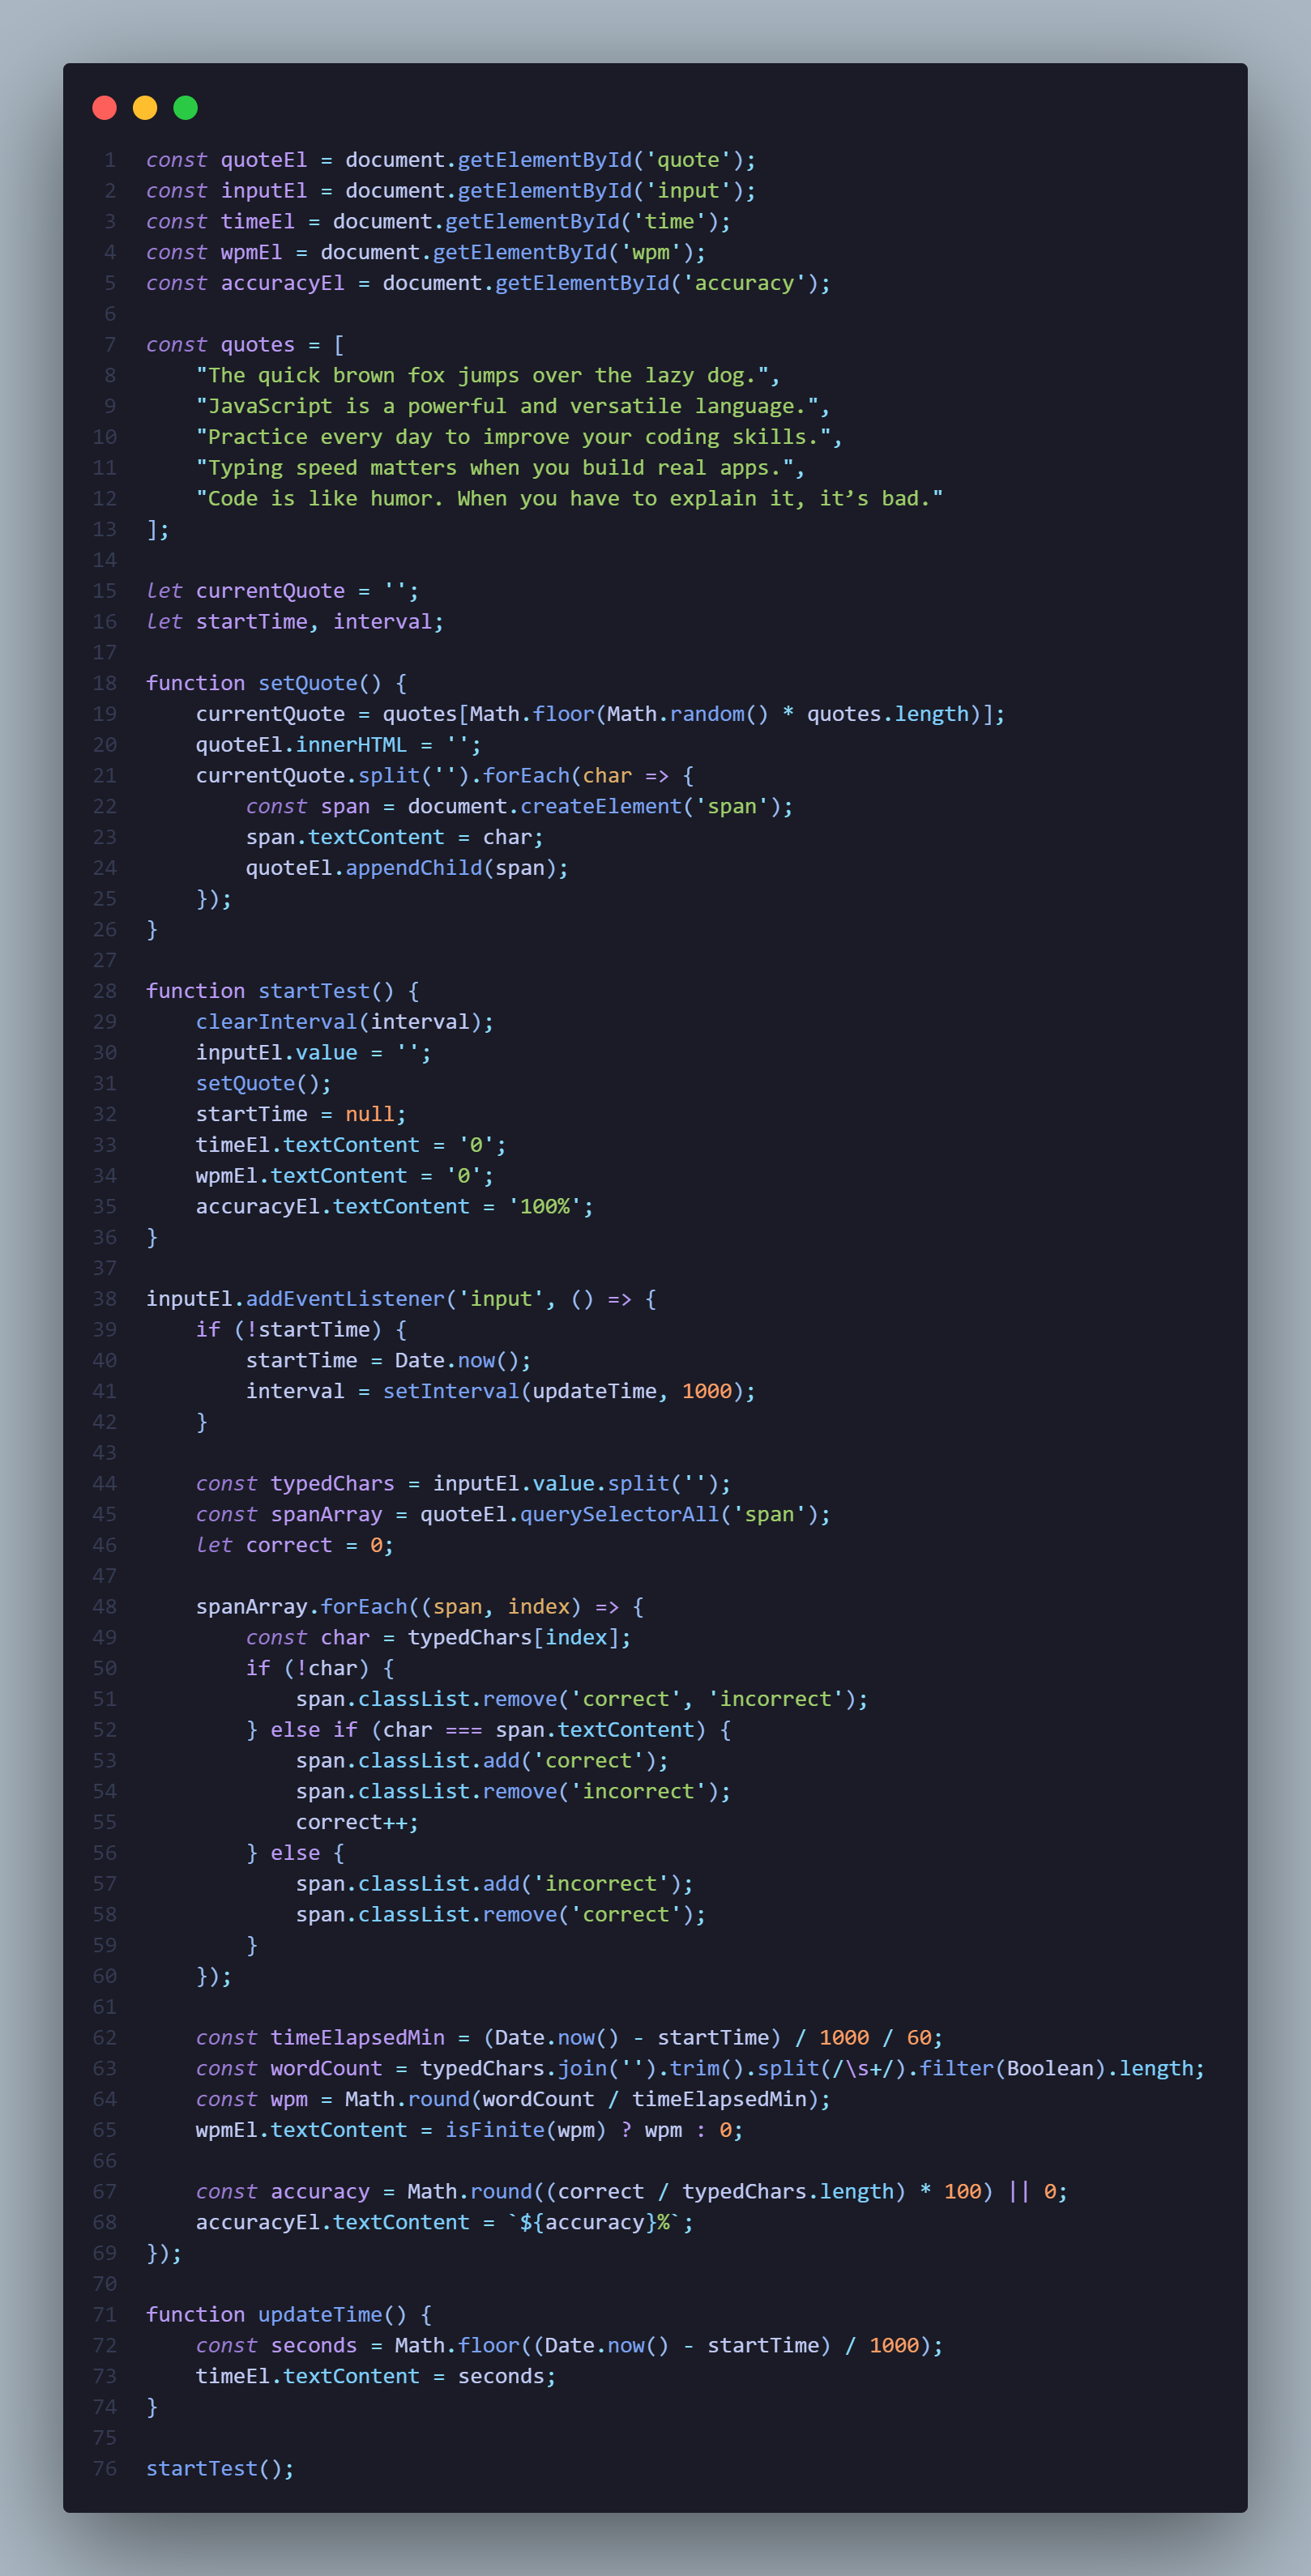 1 const quoteEl = document.getElementById('quote');
2 const inputEl = document.getElementById('input');
3 const timeEl = document.getElementById('time');
4 const wpmEl = document.getElementById('wpm');
5 const accuracyEl = document.getElementById('accuracy');
6
7 const quotes = [
8     "The quick brown fox jumps over the lazy dog.",
9     "JavaScript is a powerful and versatile language.",
10     "Practice every day to improve your coding skills.",
11     "Typing speed matters when you build real apps.",
12     "Code is like humor. When you have to explain it, it’s bad."
13 ];
14
15 let currentQuote = '';
16 let startTime, interval;
17
18 function setQuote() {
19     currentQuote = quotes[Math.floor(Math.random() * quotes.length)];
20     quoteEl.innerHTML = '';
21     currentQuote.split('').forEach(char => {
22         const span = document.createElement('span');
23         span.textContent = char;
24         quoteEl.appendChild(span);
25     });
26 }
27
28 function startTest() {
29     clearInterval(interval);
30     inputEl.value = '';
31     setQuote();
32     startTime = null;
33     timeEl.textContent = '0';
34     wpmEl.textContent = '0';
35     accuracyEl.textContent = '100%';
36 }
37
38 inputEl.addEventListener('input', () => {
39     if (!startTime) {
40         startTime = Date.now();
41         interval = setInterval(updateTime, 1000);
42     }
43
44     const typedChars = inputEl.value.split('');
45     const spanArray = quoteEl.querySelectorAll('span');
46     let correct = 0;
47
48     spanArray.forEach((span, index) => {
49         const char = typedChars[index];
50         if (!char) {
51             span.classList.remove('correct', 'incorrect');
52         } else if (char === span.textContent) {
53             span.classList.add('correct');
54             span.classList.remove('incorrect');
55             correct++;
56         } else {
57             span.classList.add('incorrect');
58             span.classList.remove('correct');
59         }
60     });
61
62     const timeElapsedMin = (Date.now() - startTime) / 1000 / 60;
63     const wordCount = typedChars.join('').trim().split(/\s+/).filter(Boolean).length;
64     const wpm = Math.round(wordCount / timeElapsedMin);
65     wpmEl.textContent = isFinite(wpm) ? wpm : 0;
66
67     const accuracy = Math.round((correct / typedChars.length) * 100) || 0;
68     accuracyEl.textContent = `${accuracy}%`;
69 });
70
71 function updateTime() {
72     const seconds = Math.floor((Date.now() - startTime) / 1000);
73     timeEl.textContent = seconds;
74 }
75
76 startTest();